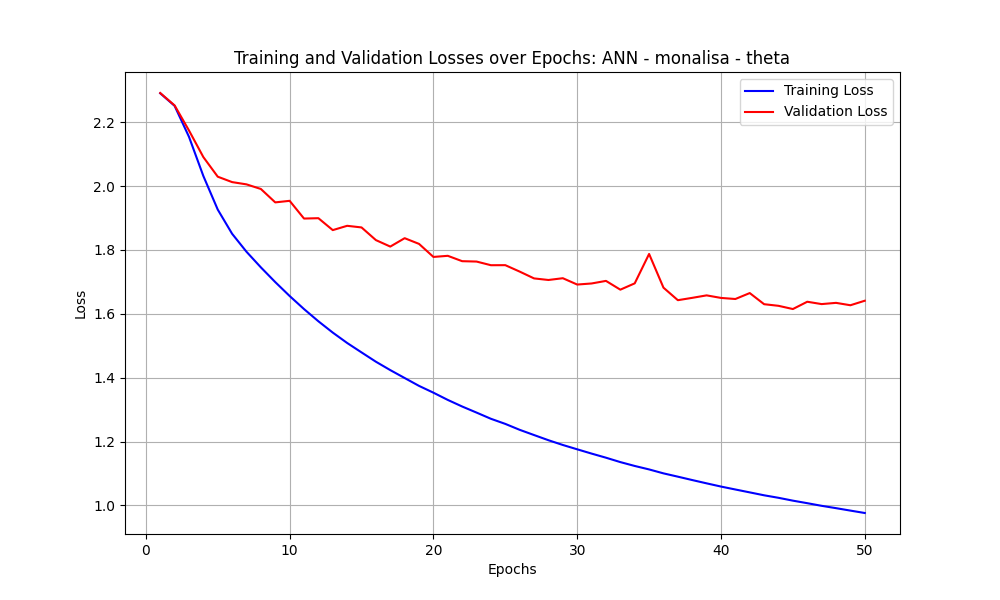 Training and Validation Losses over Epochs: ANN - monalisa - theta
Training Loss
Validation Loss
Loss
2.2
2.0
1.8
1.6
1.4
1.2
1.0
0 10 20 30 40 50
Epochs